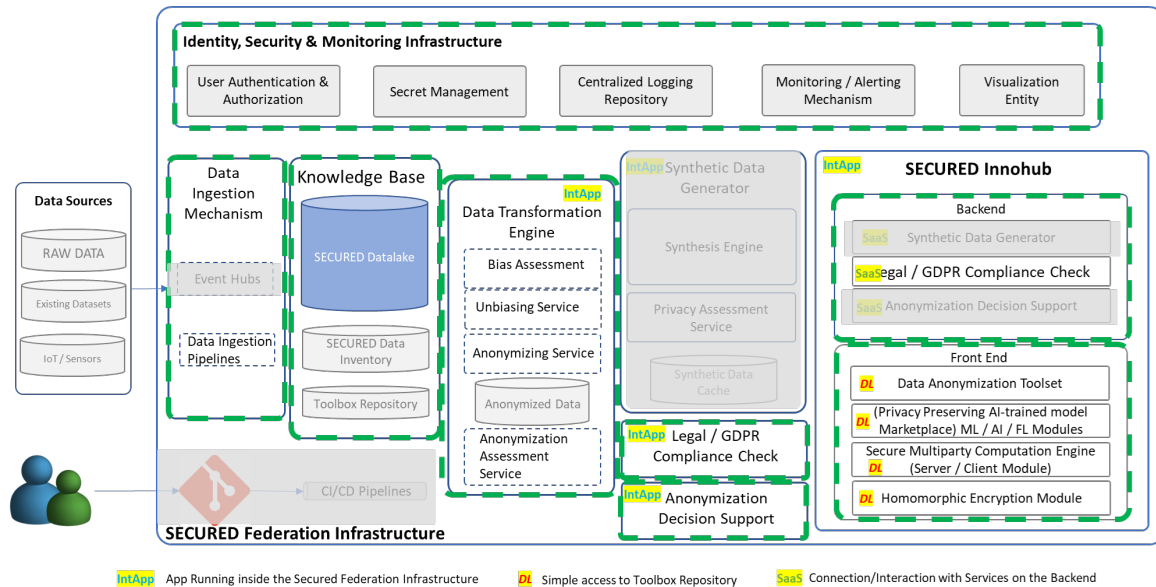 Identity, Security & Monitoring Infrastructure
User Authentication &
Authorization
Secret Management
Centralized Logging
Repository
Monitoring / Alerting
Mechanism
Visualization
Entity
Data Sources
RAW DATA
Existing Datasets
IoT / Sensors
Data
Ingestion
Mechanism
Event Hubs
Data Ingestion
Pipelines
Knowledge Base
SECURED Datalake
SECURED Data
Inventory
Toolbox Repository
IntApp
Data Transformation
Engine
Bias Assessment
Unbiasing Service
Anonymizing Service
Anonymized Data
Anonymization
Assessment
Service
IntApp
Synthetic Data
Generator
Synthesis Engine
Privacy Assessment
Service
Synthetic Data
Cache
IntApp
Legal / GDPR
Compliance Check
IntApp
Anonymization
Decision Support
IntApp
SECURED Innohub
Backend
SaaS
Synthetic Data Generator
SaaS
egal / GDPR Compliance Check
SaaS
Anonymization Decision Support
Front End
DL
Data Anonymization Toolset
DL
(Privacy Preserving AI-trained model
Marketplace) ML / AI / FL Modules
Secure Multiparty Computation Engine
DL
(Server / Client Module)
DL
Homomorphic Encryption Module
CI/CD Pipelines
SECURED Federation Infrastructure
IntApp App Running inside the Secured Federation Infrastructure
DL Simple access to Toolbox Repository
SaaS Connection/Interaction with Services on the Backend